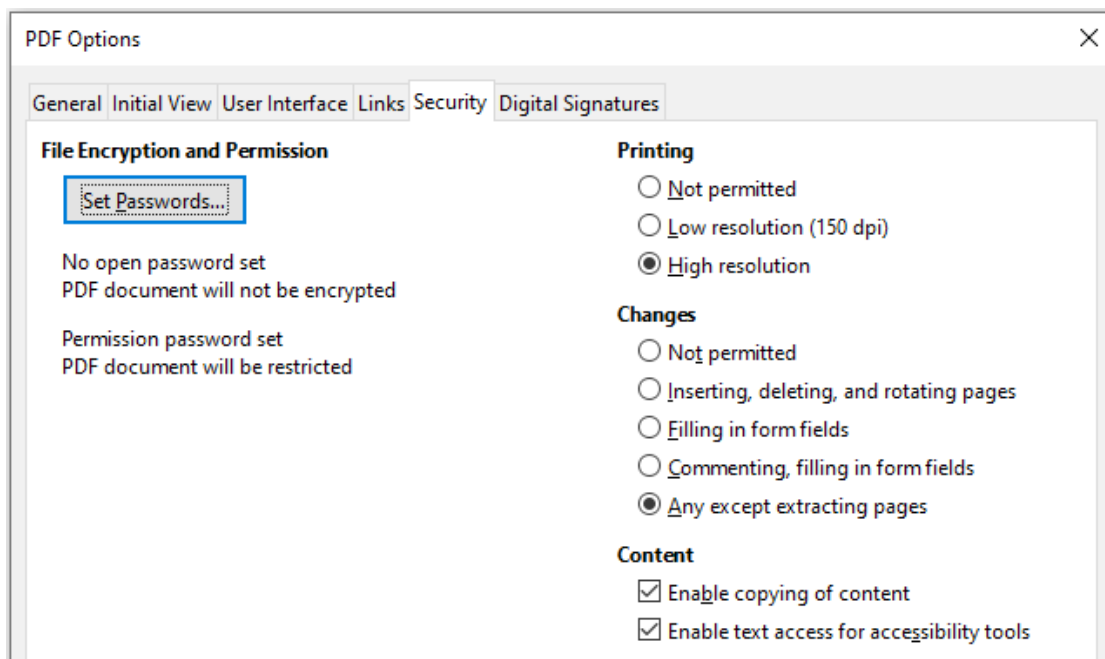 PDF Options
General Initial View User Interface Links Security Digital Signatures
File Encryption and Permission
Set Passwords...
No open password set
PDF document will not be encrypted
Permission password set
PDF document will be restricted
Printing
Not permitted
Low resolution (150 dpi)
High resolution
Changes
Not permitted
Inserting, deleting, and rotating pages
Filling in form fields
Commenting, filling in form fields
Any except extracting pages
Content
Enable copying of content
Enable text access for accessibility tools